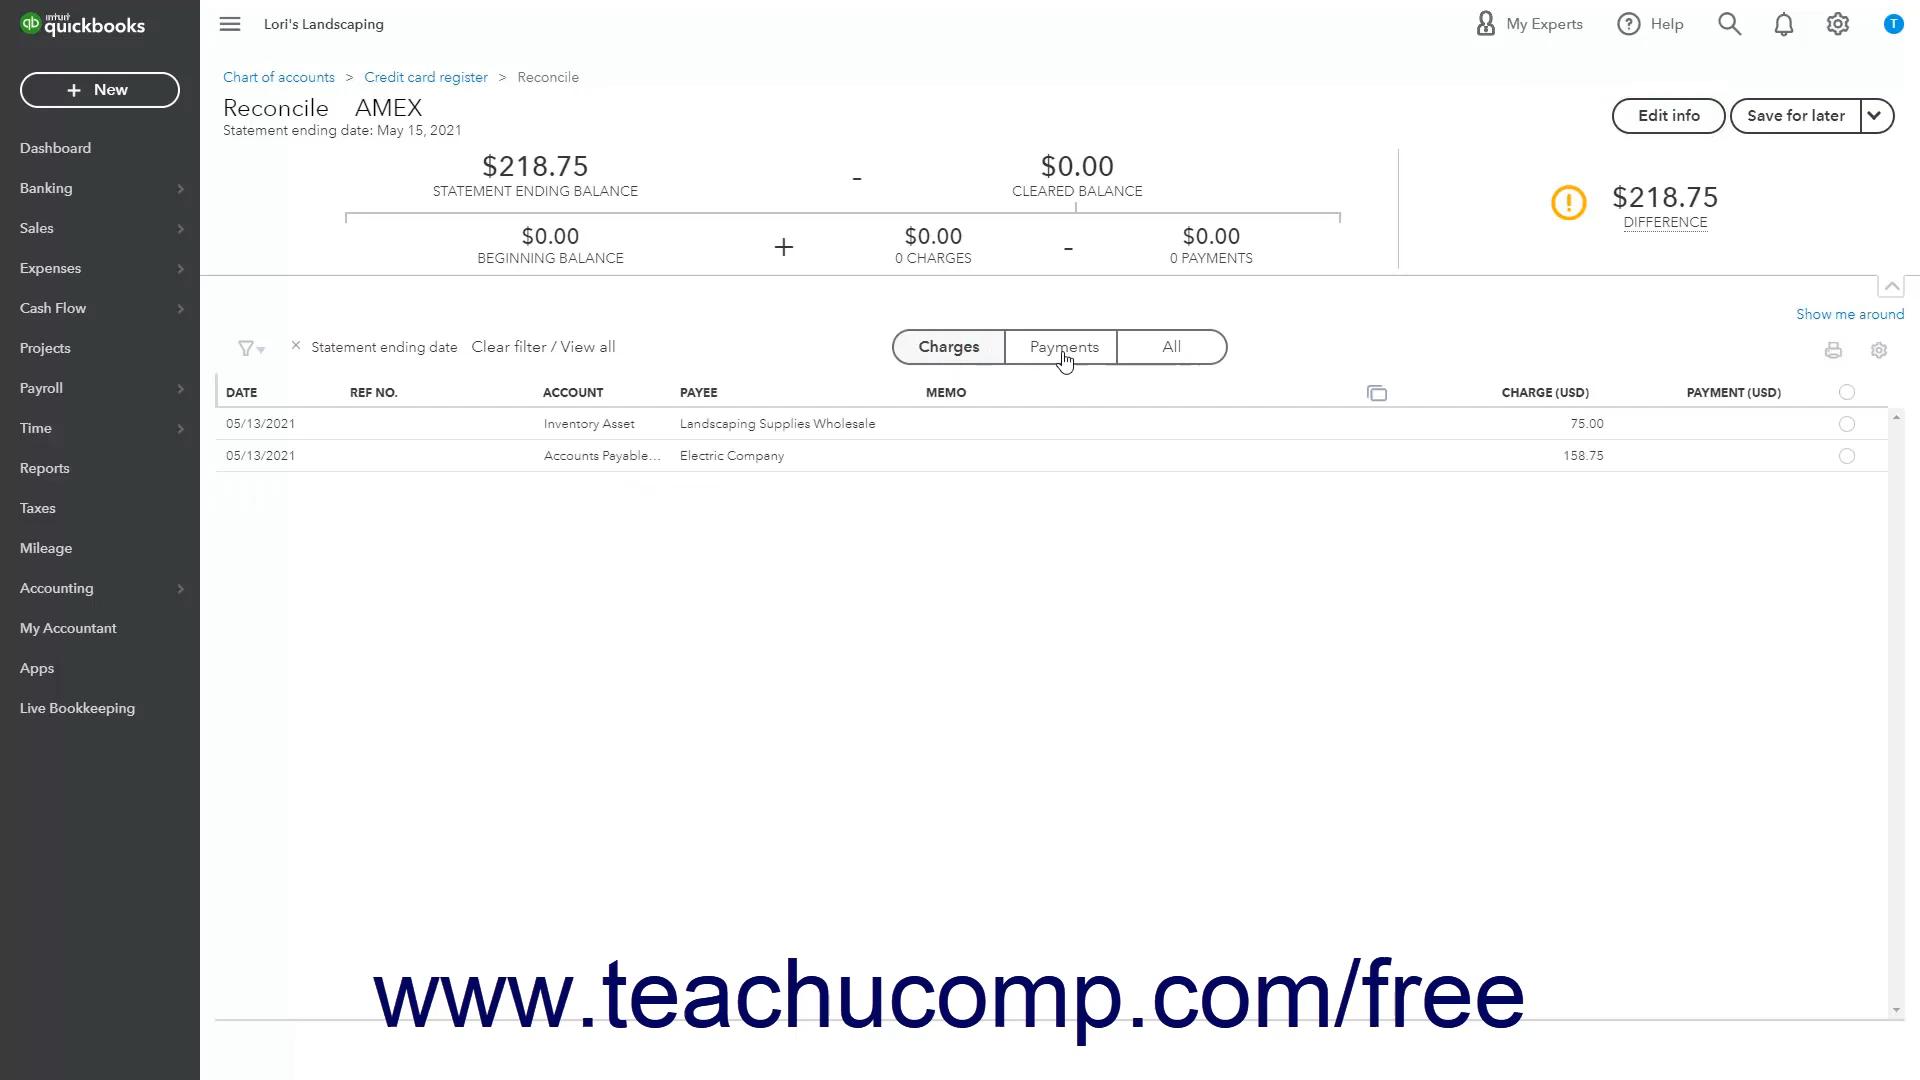 intuit
quickbooks
Lori's Landscaping
My Experts
Help
T
+ New
Chart of accounts > Credit card register > Reconcile
Reconcile AMEX
Statement ending date: May 15, 2021
Edit info
Save for later
Dashboard
Banking
Sales
Expenses
Cash Flow
Projects
Payroll
Time
Reports
Taxes
Mileage
Accounting
My Accountant
Apps
Live Bookkeeping
$218.75
STATEMENT ENDING BALANCE
-
$0.00
CLEARED BALANCE
$0.00
BEGINNING BALANCE
+
$0.00
0 CHARGES
-
$0.00
0 PAYMENTS
$218.75
DIFFERENCE
Show me around
Statement ending date Clear filter / View all
Charges Payments All
DATE REF NO. ACCOUNT PAYEE MEMO CHARGE (USD) PAYMENT (USD)
05/13/2021 Inventory Asset Landscaping Supplies Wholesale 75.00
05/13/2021 Accounts Payable... Electric Company 158.75
www.teachucomp.com/free